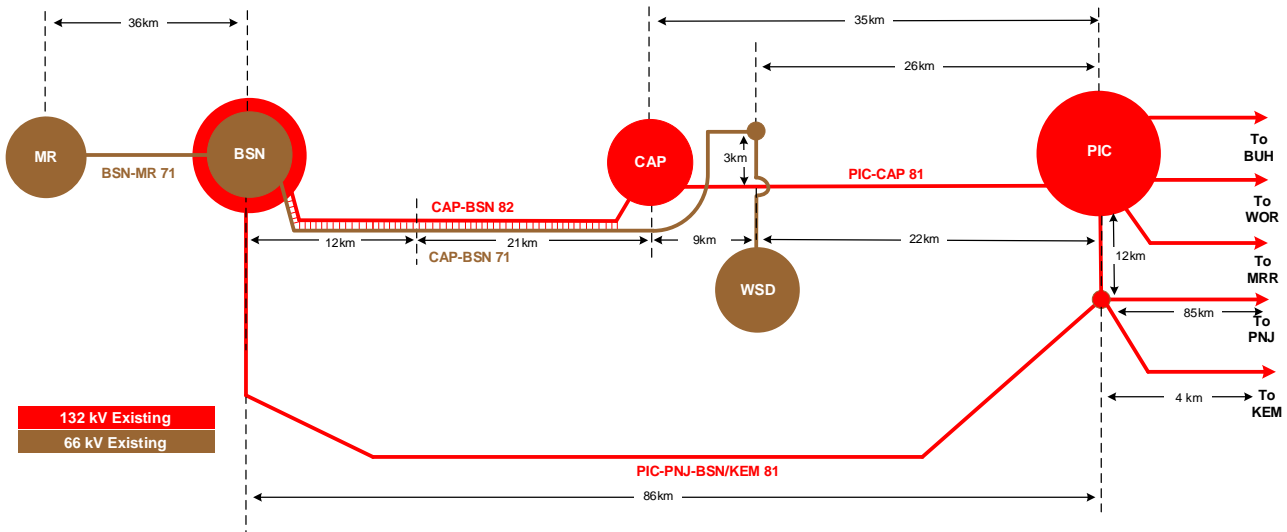 36km
35km
26km
MR
BSN
CAP
PIC
WSD
BSN-MR 71
3km
PIC-CAP 81
CAP-BSN 82
12km
21km
9km
22km
CAP-BSN 71
12km
To
BUH
To
WOR
To
MRR
85km
To
PNJ
4 km
To
KEM
132 kV Existing
66 kV Existing
PIC-PNJ-BSN/KEM 81
86km